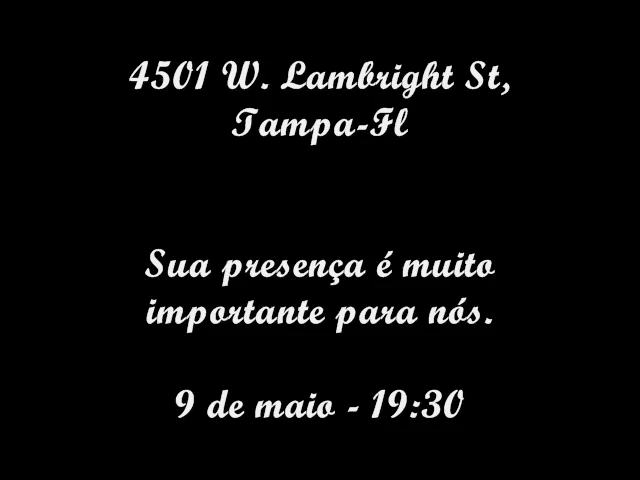 4501 W. Lambright St,
Tampa-Fl
Sua presença é muito
importante para nós.
9 de maio - 19:30